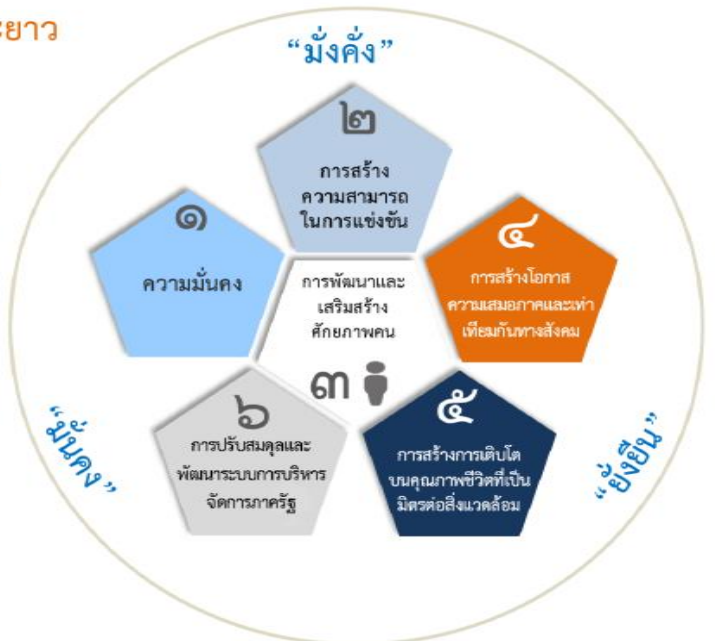 ะยาว
“มั่งคั่ง”
๒
การสร้าง
ความสามารถ
ในการแข่งขัน
๑
ความมั่นคง
การพัฒนาและ
เสริมสร้าง
ศักยภาพคน
๓
๔
การสร้างโอกาส
ความเสมอภาคและเท่า
เทียมกันทางสังคม
๖
การปรับสมดุลและ
พัฒนาระบบการบริหาร
จัดการภาครัฐ
๕
การสร้างการเติบโต
บนคุณภาพชีวิตที่เป็น
มิตรต่อสิ่งแวดล้อม
“มั่นคง”
“ยั่งยืน”